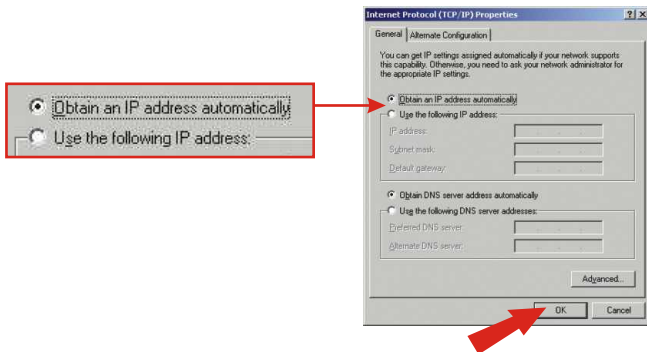 Obtain an IP address automatically
Use the following IP address:
Internet Protocol (TCP/IP) Properties
General
Alternate Configuration
You can get IP settings assigned automatically if your network supports
this capability. Otherwise, you need to ask your network administrator for
the appropriate IP settings.
Obtain an IP address automatically
Use the following IP address:
IP address:
Subnet mask:
Default gateway:
Obtain DNS server address automatically
Use the following DNS server addresses:
Preferred DNS server:
Alternate DNS server:
Advanced...
OK
Cancel